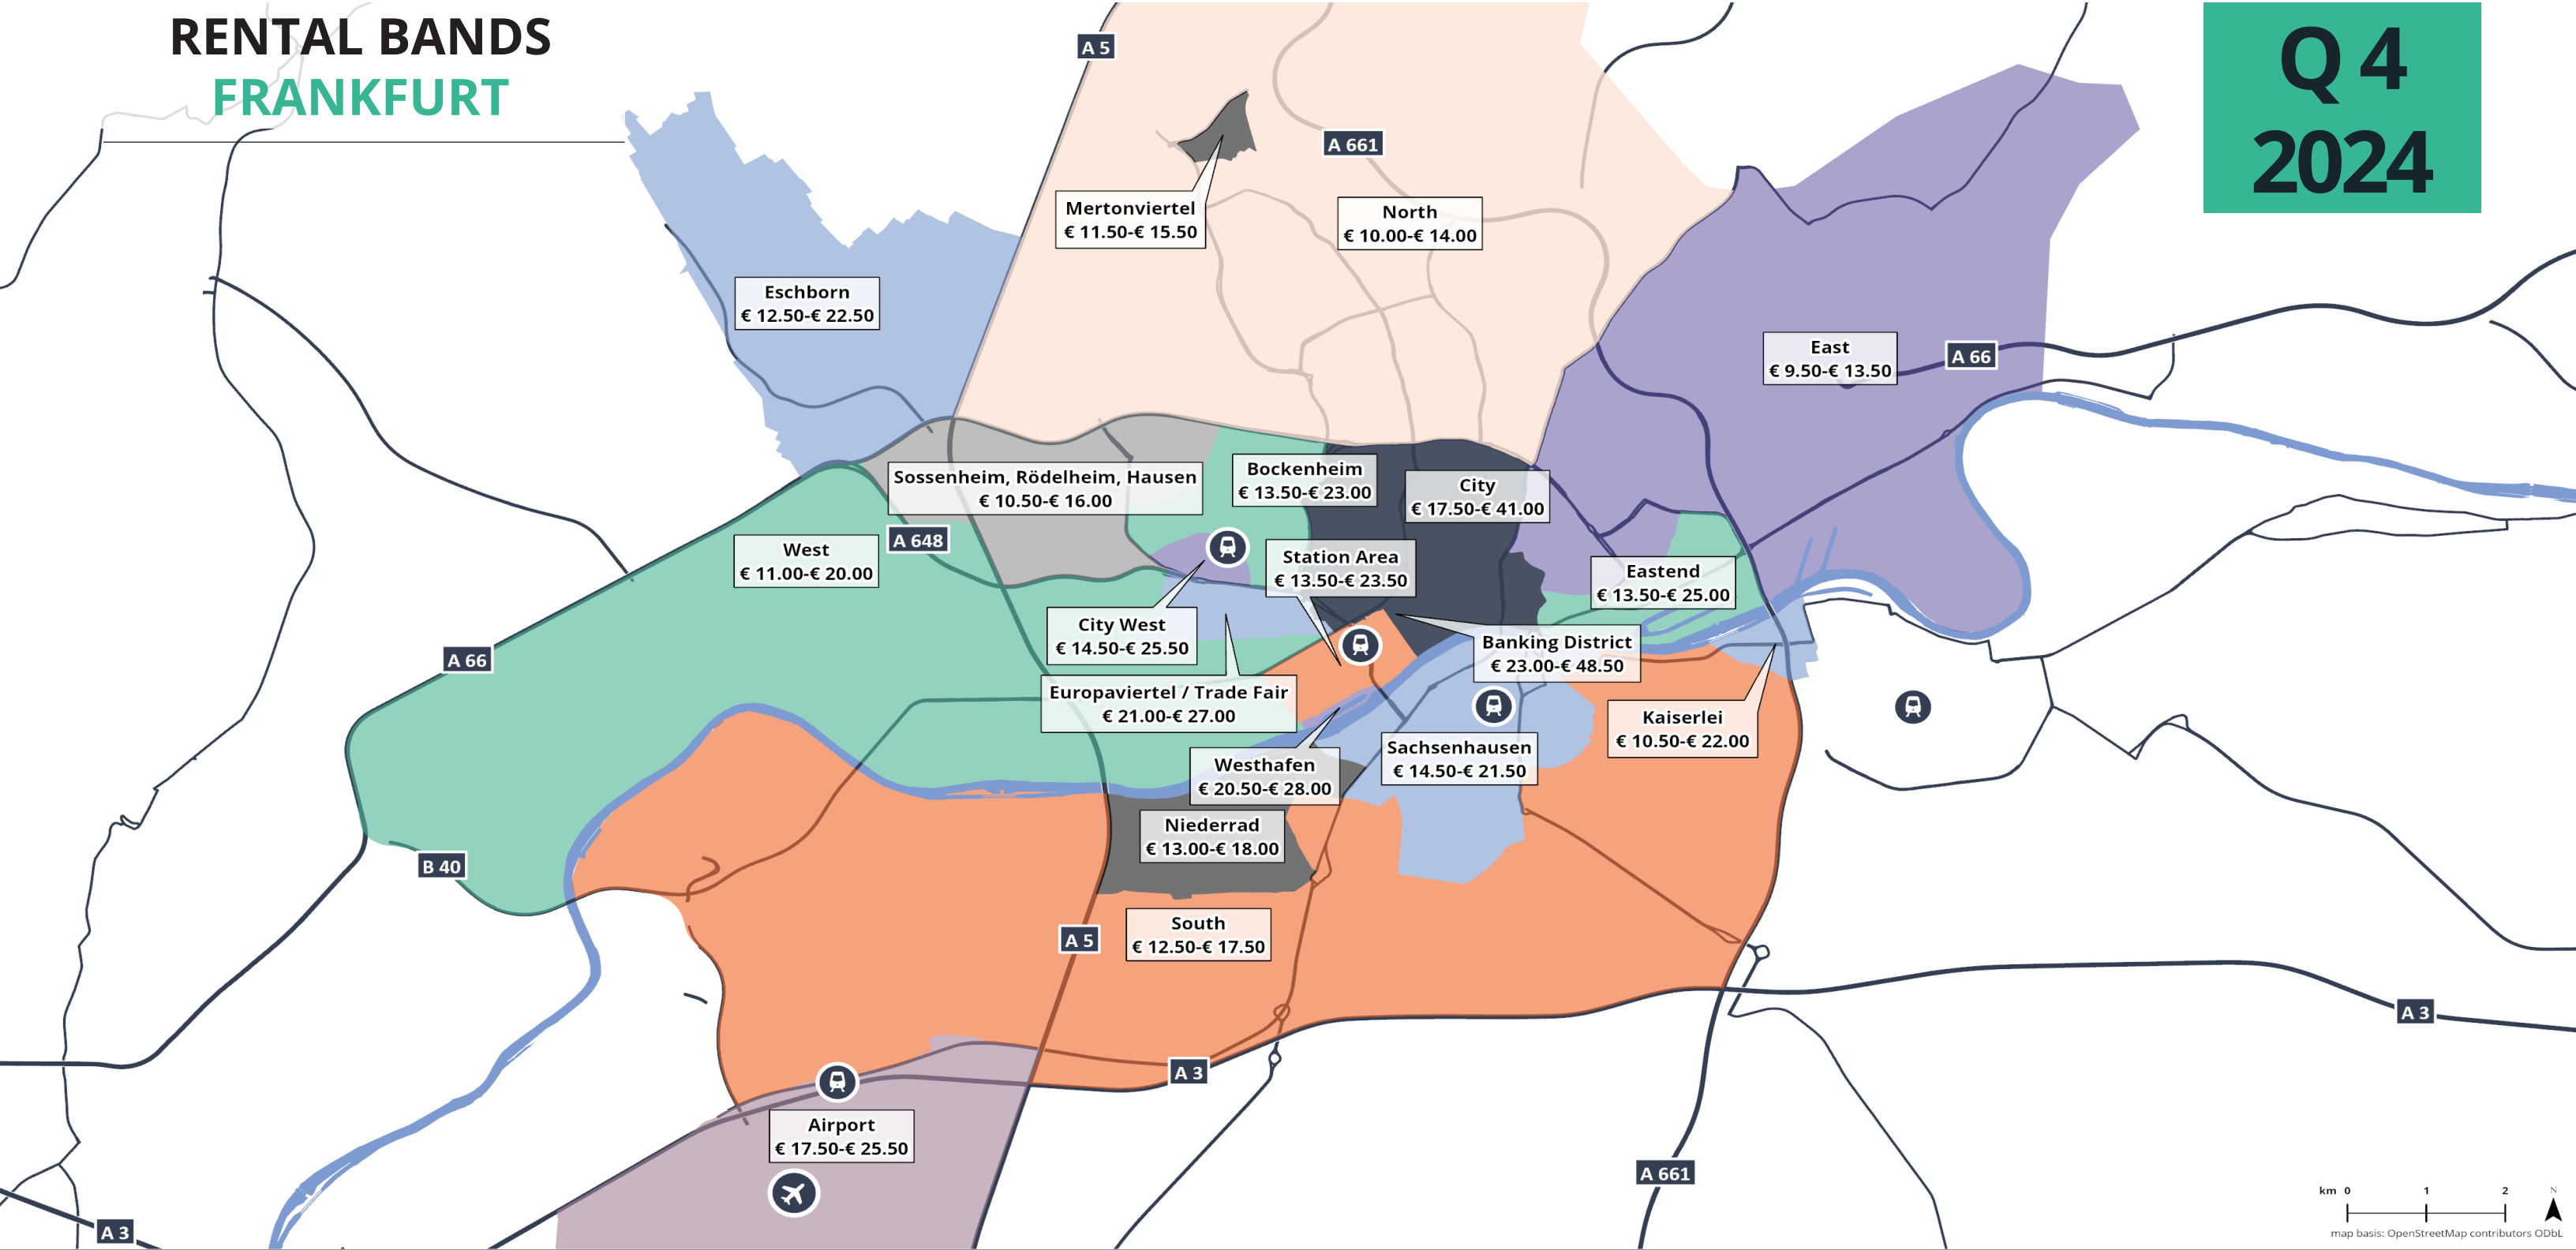 RENTAL BANDS
FRANKFURT
Q 4
2024
A 5
A 661
Mertonviertel
€ 11.50-€ 15.50
North
€ 10.00-€ 14.00
Eschborn
€ 12.50-€ 22.50
East
€ 9.50-€ 13.50
A 66
Sossenheim, Rödelheim, Hausen
€ 10.50-€ 16.00
Bockenheim
€ 13.50-€ 23.00
City
€ 17.50-€ 41.00
A 648
West
€ 11.00-€ 20.00
Station Area
€ 13.50-€ 23.50
Eastend
€ 13.50-€ 25.00
City West
€ 14.50-€ 25.50
Banking District
€ 23.00-€ 48.50
A 66
Europaviertel / Trade Fair
€ 21.00-€ 27.00
Kaiserlei
€ 10.50-€ 22.00
Sachsenhausen
€ 14.50-€ 21.50
Westhafen
€ 20.50-€ 28.00
Niederrad
€ 13.00-€ 18.00
B 40
South
€ 12.50-€ 17.50
A 5
A 3
A 3
Airport
€ 17.50-€ 25.50
A 661
A 3
km 0 1 2 N
map basis: OpenStreetMap contributors ODbL